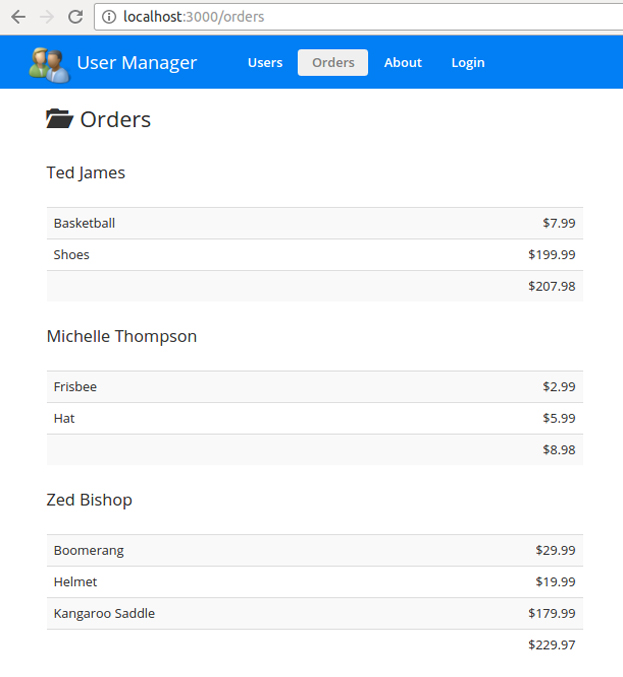 localhost:3000/orders
User Manager Users Orders About Login
Orders
Ted James
Basketball $7.99
Shoes $199.99
$207.98
Michelle Thompson
Frisbee $2.99
Hat $5.99
$8.98
Zed Bishop
Boomerang $29.99
Helmet $19.99
Kangaroo Saddle $179.99
$229.97